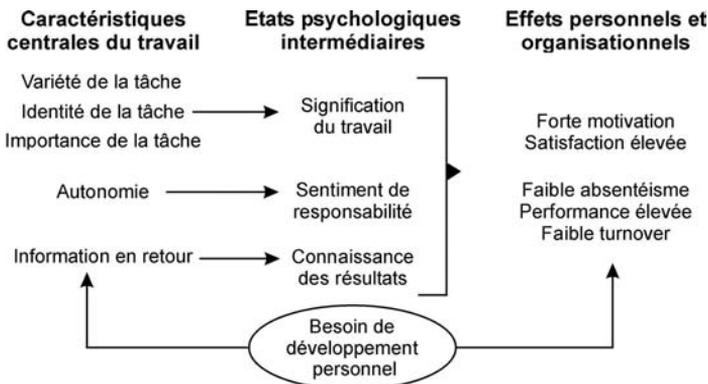 Caractéristiques
centrales du travail
Etats psychologiques
intermédiaires
Effets personnels et
organisationnels
Variété de la tâche
Identité de la tâche
Importance de la tâche
Signification
du travail
Forte motivation
Satisfaction élevée
Autonomie
Sentiment de
responsabilité
Faible absentéisme
Performance élevée
Faible turnover
Information en retour
Connaissance
des résultats
Besoin de
développement
personnel